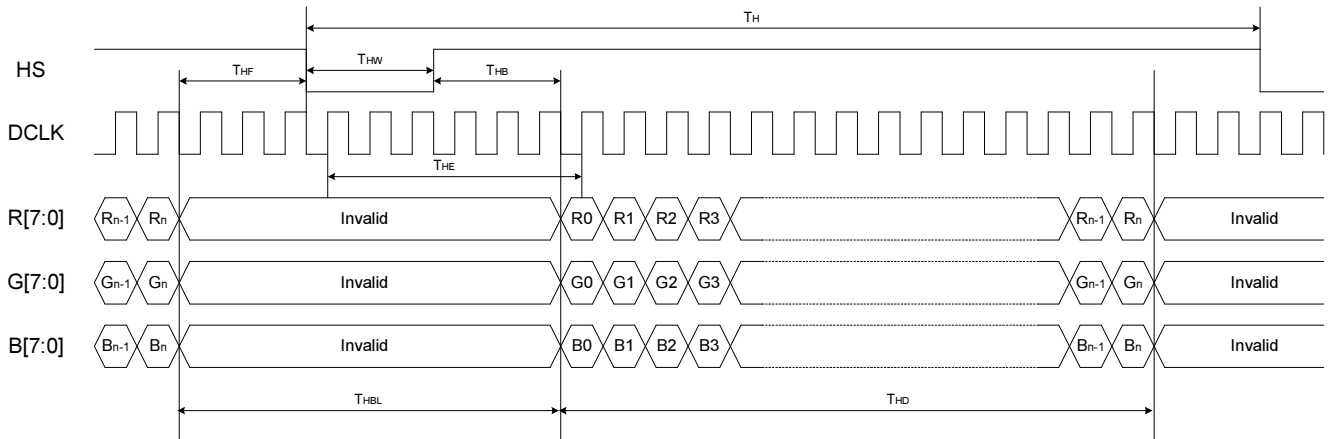 TH
HS
THF
THW
THB
DCLK
THE
R[7:0] Rn-1 Rn Invalid R0 R1 R2 R3 Rn-1 Rn Invalid
G[7:0] Gn-1 Gn Invalid G0 G1 G2 G3 Gn-1 Gn Invalid
B[7:0] Bn-1 Bn Invalid B0 B1 B2 B3 Bn-1 Bn Invalid
THBL
THD